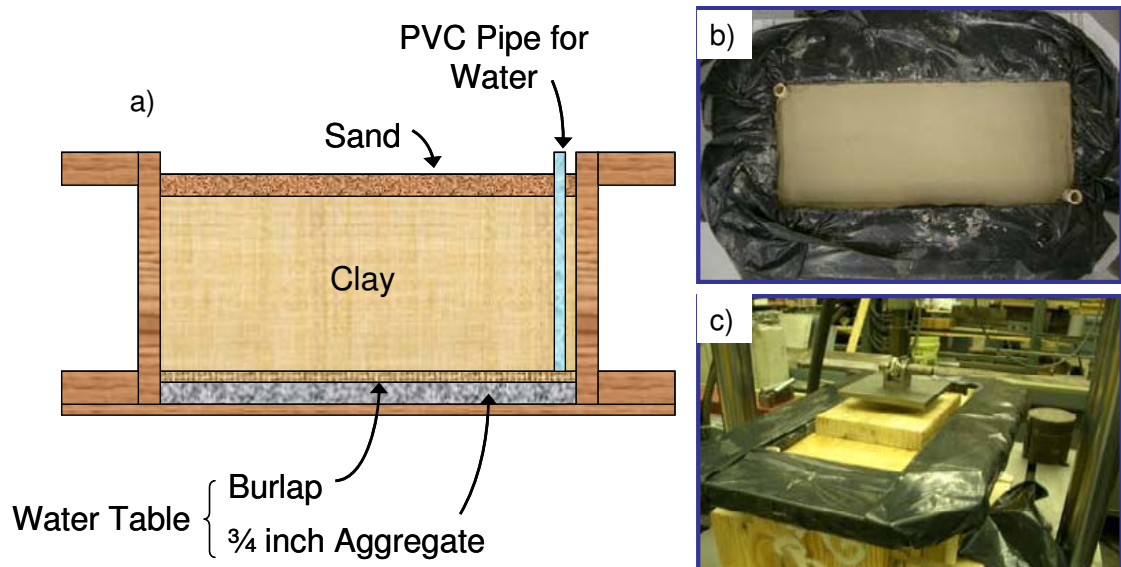 a)
PVC Pipe for
Water
Sand
Clay
Water Table
Burlap
¾ inch Aggregate
b)
c)